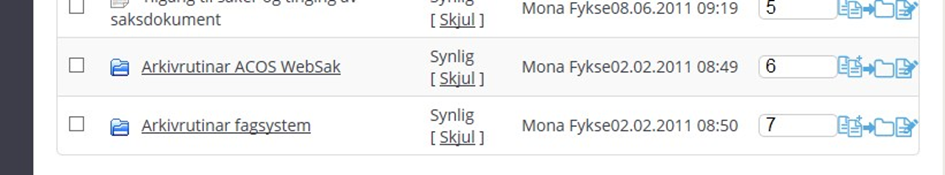 saksdokument
Synlig
[ Skjul ]
Mona Fykse08.06.2011 09:19
5
Arkivrutinar ACOS WebSak
Synlig
[ Skjul ]
Mona Fykse02.02.2011 08:49
6
Arkivrutinar fagsystem
Synlig
[ Skjul ]
Mona Fykse02.02.2011 08:50
7